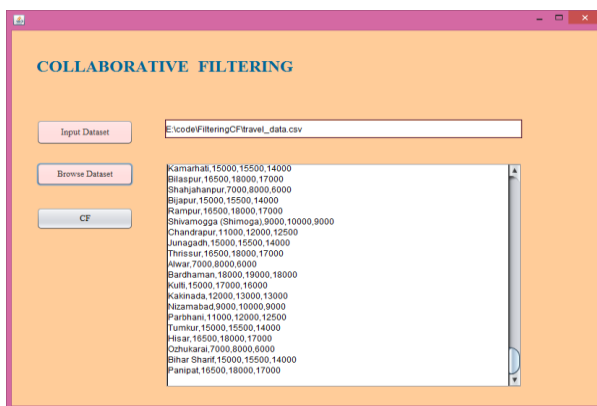 COLLABORATIVE FILTERING
Input Dataset
E:\code\FilteringCF\travel_data.csv
Browse Dataset
CF
Kamarhati,15000,15500,14000
Bilaspur,16500,18000,17000
Shahjahanpur,7000,8000,6000
Bijapur,15000,15500,14000
Rampur,16500,18000,17000
Shivamogga (Shimoga),9000,10000,9000
Chandrapur,11000,12000,12500
Junagadh,15000,15500,14000
Thrissur,16500,18000,17000
Alwar,7000,8000,6000
Bardhaman,18000,19000,18000
Kulti,15000,17000,16000
Kakinada,12000,13000,13000
Nizamabad,9000,10000,9000
Parbhani,11000,12000,12500
Tumkur,15000,15500,14000
Hisar,16500,18000,17000
Ozhukarai,7000,8000,6000
Bihar Sharif,15000,15500,14000
Panipat,16500,18000,17000